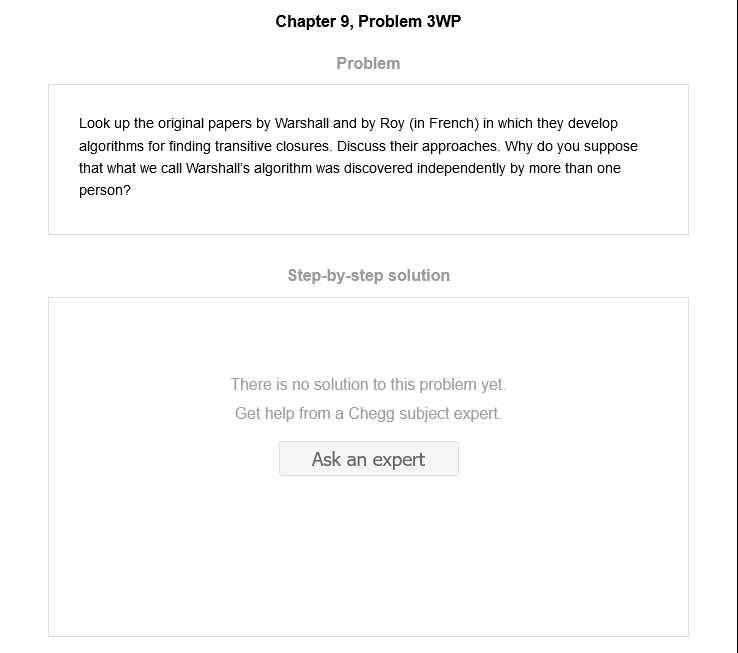 Chapter 9, Problem 3WP
Problem
Look up the original papers by Warshall and by Roy (in French) in which they develop
algorithms for finding transitive closures. Discuss their approaches. Why do you suppose
that what we call Warshall's algorithm was discovered independently by more than one
person?
Step-by-step solution
There is no solution to this problem yet.
Get help from a Chegg subject expert.
Ask an expert